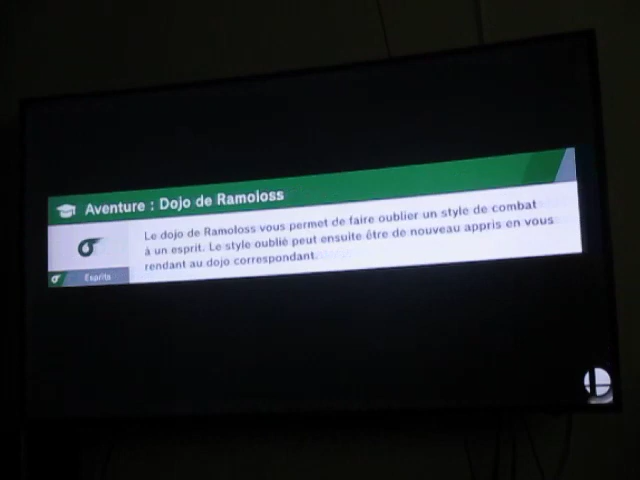 Aventure : Dojo de Ramoloss
Le dojo de Ramoloss vous permet de faire oublier un style de combat
à un esprit. Le style oublié peut ensuite être de nouveau appris en vous
rendant au dojo correspondant.
Esprits